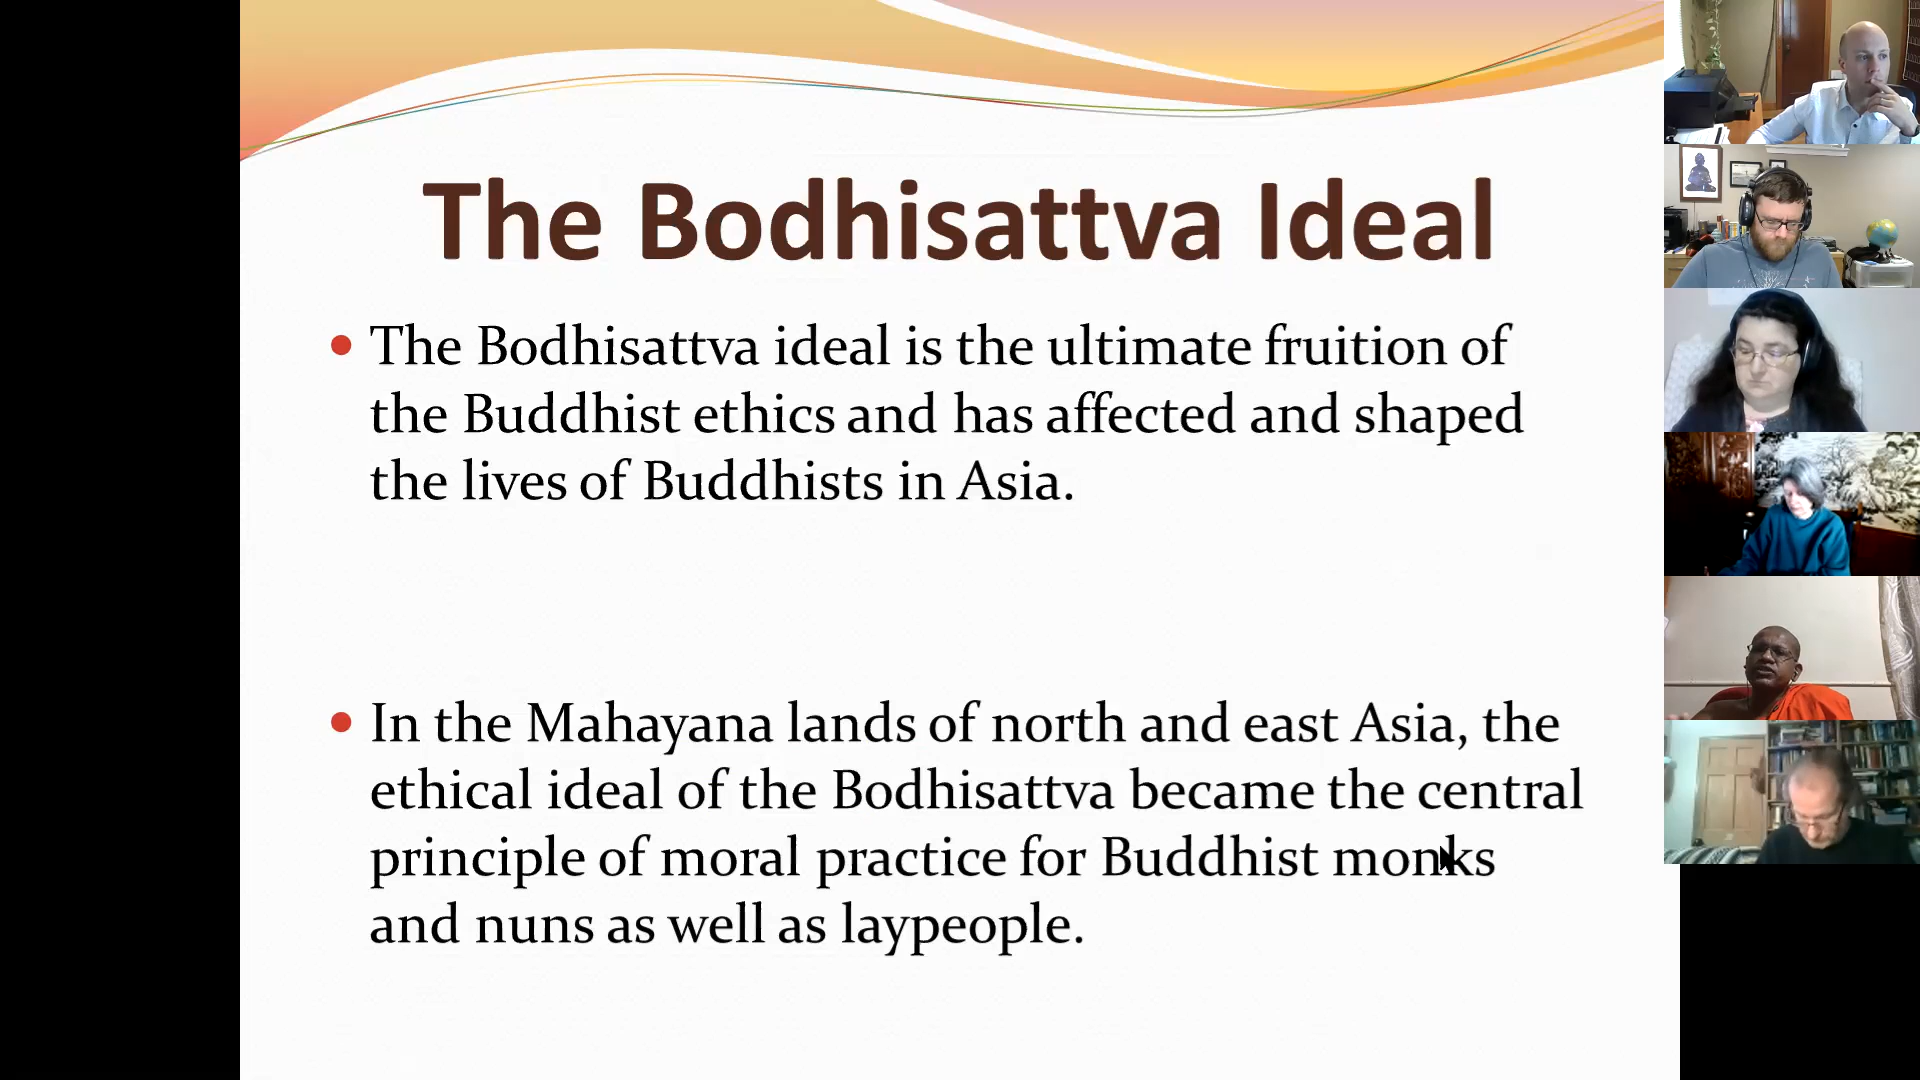 The Bodhisattva Ideal
• The Bodhisattva ideal is the ultimate fruition of
the Buddhist ethics and has affected and shaped
the lives of Buddhists in Asia.
• In the Mahayana lands of north and east Asia, the
ethical ideal of the Bodhisattva became the central
principle of moral practice for Buddhist monks
and nuns as well as laypeople.